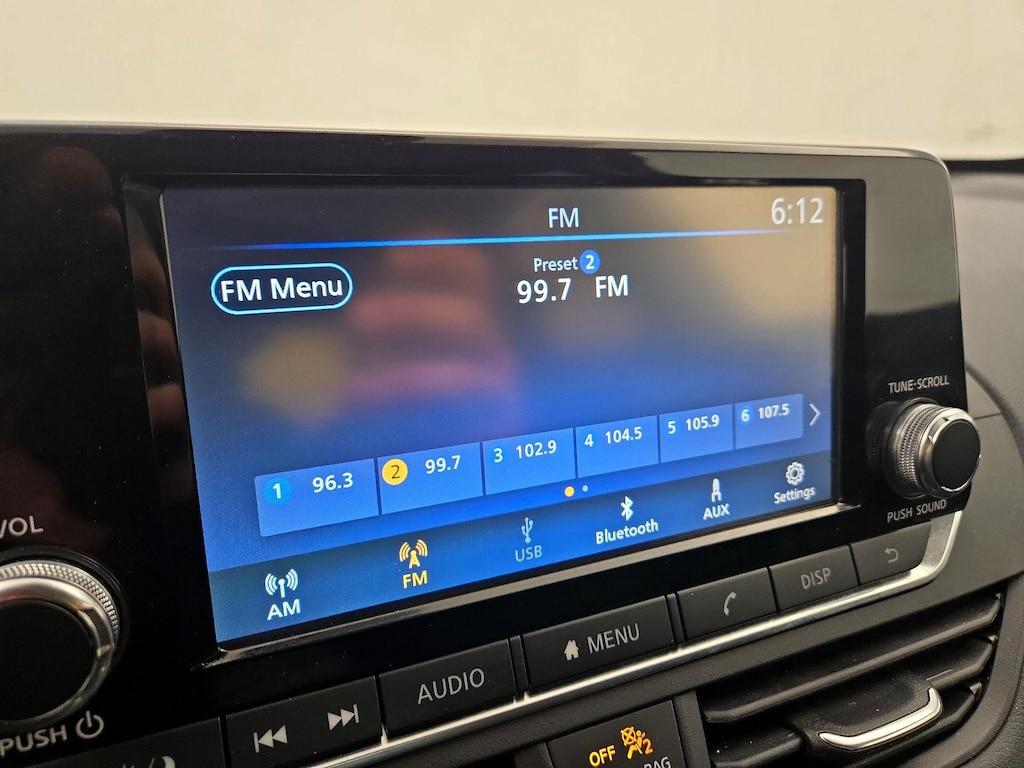 FM
6:12
FM Menu
Preset 2
99.7 FM
1 96.3
2 99.7
3 102.9
4 104.5
5 105.9
6 107.5
AM
FM
USB
Bluetooth
AUX
Settings
TUNE·SCROLL
PUSH SOUND
VOL
PUSH
AUDIO
MENU
DISP
OFF
2